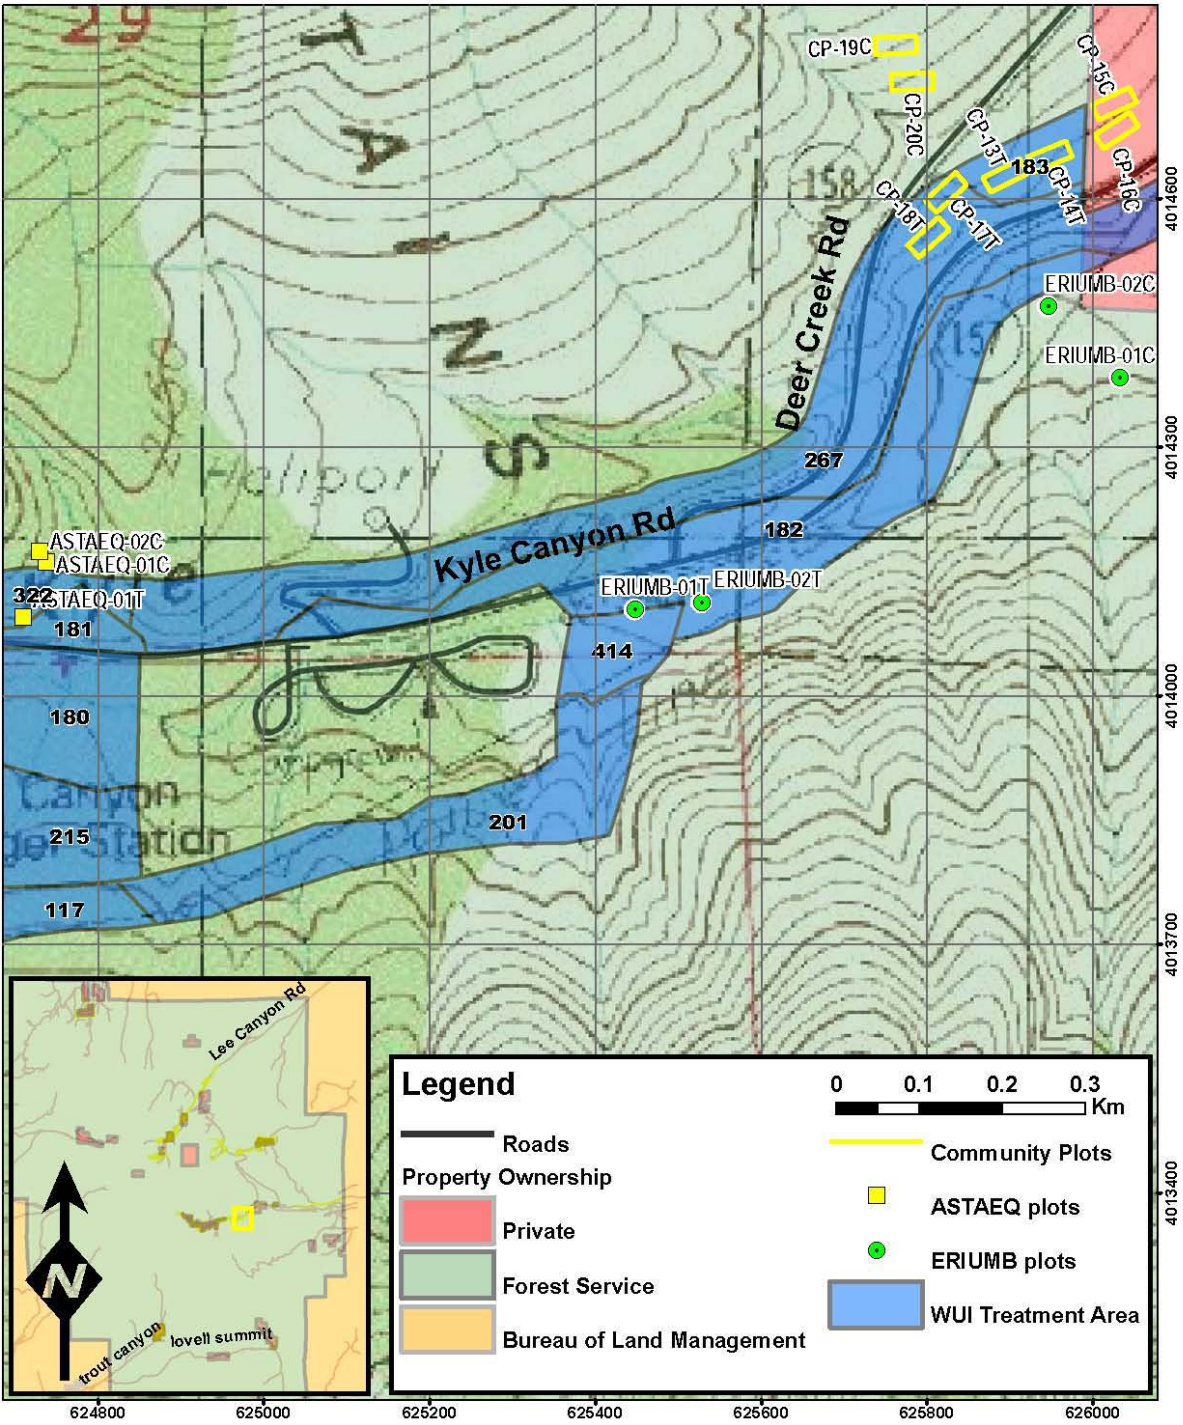 29
T
A
I
N
S
CP-19C
CP-20C
CP-15C
CP-16C
CP-13T
183
CP-14T
CP-18T
CP-17T
158
4014600
Deer Creek Rd
ERIUMB-02C
ERIUMB-01C
4014300
267
Heliport
Kyle Canyon Rd
182
ASTAEQ-02C
ASTAEQ-01C
322
ASTAEQ-01T
181
ERIUMB-01T
ERIUMB-02T
414
4014000
180
Canyon
215
Station
201
117
4013700
Lee Canyon Rd
trout canyon
lovell summit
N
Legend
Roads
Property Ownership
Private
Forest Service
Bureau of Land Management
0 0.1 0.2 0.3
Km
Community Plots
ASTAEQ plots
ERIUMB plots
WUI Treatment Area
4013400
624800 625000 625200 625400 625600 625800 626000